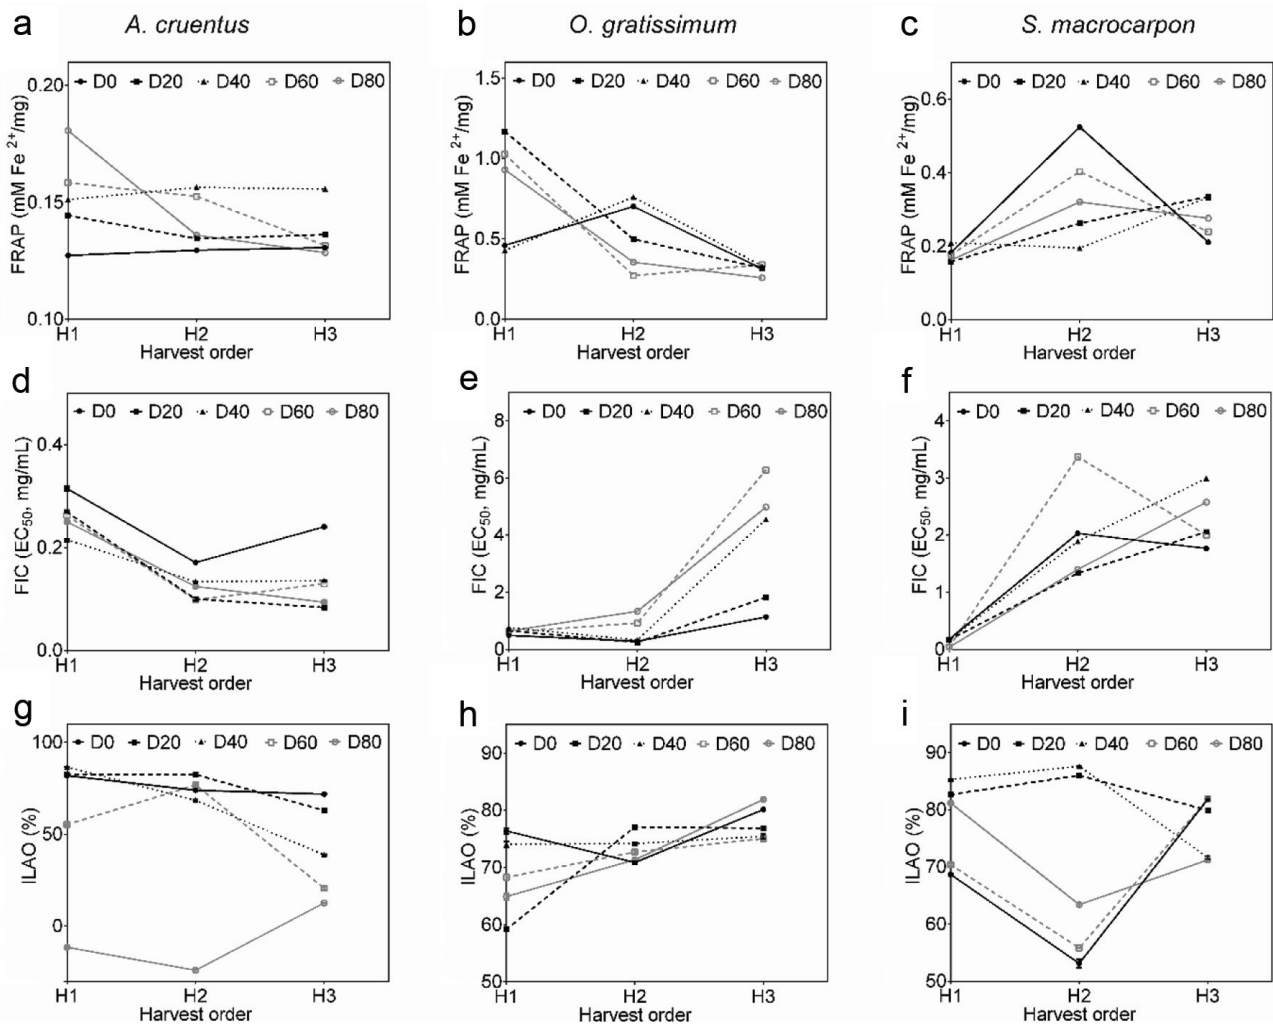 a
A. cruentus
b
O. gratissimum
c
S. macrocarpon
D0 D20 D40 D60 D80
0.20
0.15
0.10
FRAP (mM Fe 2+/mg)
H1 H2 H3
Harvest order
D0 D20 D40 D60 D80
1.5
1.0
0.5
0.0
FRAP (mM Fe 2+/mg)
H1 H2 H3
Harvest order
D0 D20 D40 D60 D80
0.6
0.4
0.2
0.0
FRAP (mM Fe 2+/mg)
H1 H2 H3
Harvest order
d
D0 D20 D40 D60 D80
0.4
0.2
0.0
FIC (EC50, mg/mL)
H1 H2 H3
Harvest order
e
D0 D20 D40 D60 D80
8
6
4
2
0
FIC (EC50, mg/mL)
H1 H2 H3
Harvest order
f
D0 D20 D40 D60 D80
4
3
2
1
0
FIC (EC50, mg/mL)
H1 H2 H3
Harvest order
g
D0 D20 D40 D60 D80
100
50
0
ILAO (%)
H1 H2 H3
Harvest order
h
D0 D20 D40 D60 D80
90
80
70
60
50
ILAO (%)
H1 H2 H3
Harvest order
i
D0 D20 D40 D60 D80
90
80
70
60
50
ILAO (%)
H1 H2 H3
Harvest order